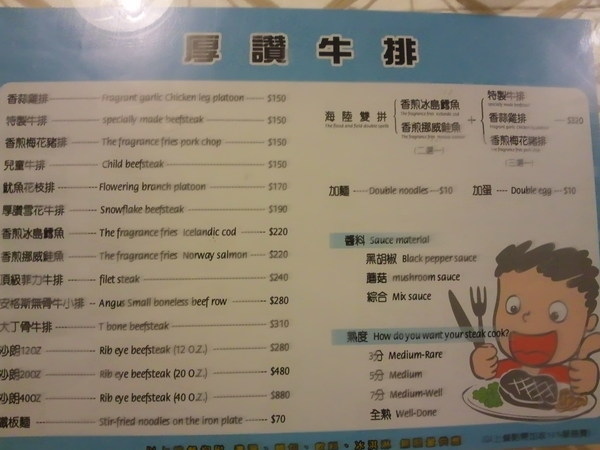 厚讚牛排
香蒜雞排 Fragrant garlic Chicken leg platoon $150
特製牛排 specially made beefsteak $150
香煎梅花豬排 The fragrance fries pork chop $150
兒童牛排 Child beefsteak $150
魷魚花枝排 Flowering branch platoon $170
厚讚雪花牛排 Snowflake beefsteak $190
香煎冰島鱈魚 The fragrance fries Icelandic cod $220
香煎挪威鮭魚 The fragrance fries Norway salmon $220
頂級菲力牛排 filet steak $240
安格斯無骨牛小排 Angus Small boneless beef row $280
大丁骨牛排 T bone beefsteak $310
沙朗12OZ Rib eye beefsteak (12 O.Z.) $280
沙朗20OZ Rib eye beefsteak (20 O.Z.) $480
沙朗40OZ Rib eye beefsteak (40 O.Z.) $880
鐵板麵 Stir-fried noodles on the iron plate $70
海陸雙拼
香煎冰島鱈魚
香煎挪威鮭魚
(二選一)
+
特製牛排
香蒜雞排
香煎梅花豬排
(三選一)
$320
加麵 Double noodles $10 加蛋 Double egg $10
醬料 Sauce material
黑胡椒 Black pepper sauce
蘑菇 mushroom sauce
綜合 Mix sauce
熟度 How do you want your steak cook?
3分 Medium-Rare
5分 Medium
7分 Medium-Well
全熟 Well-Done